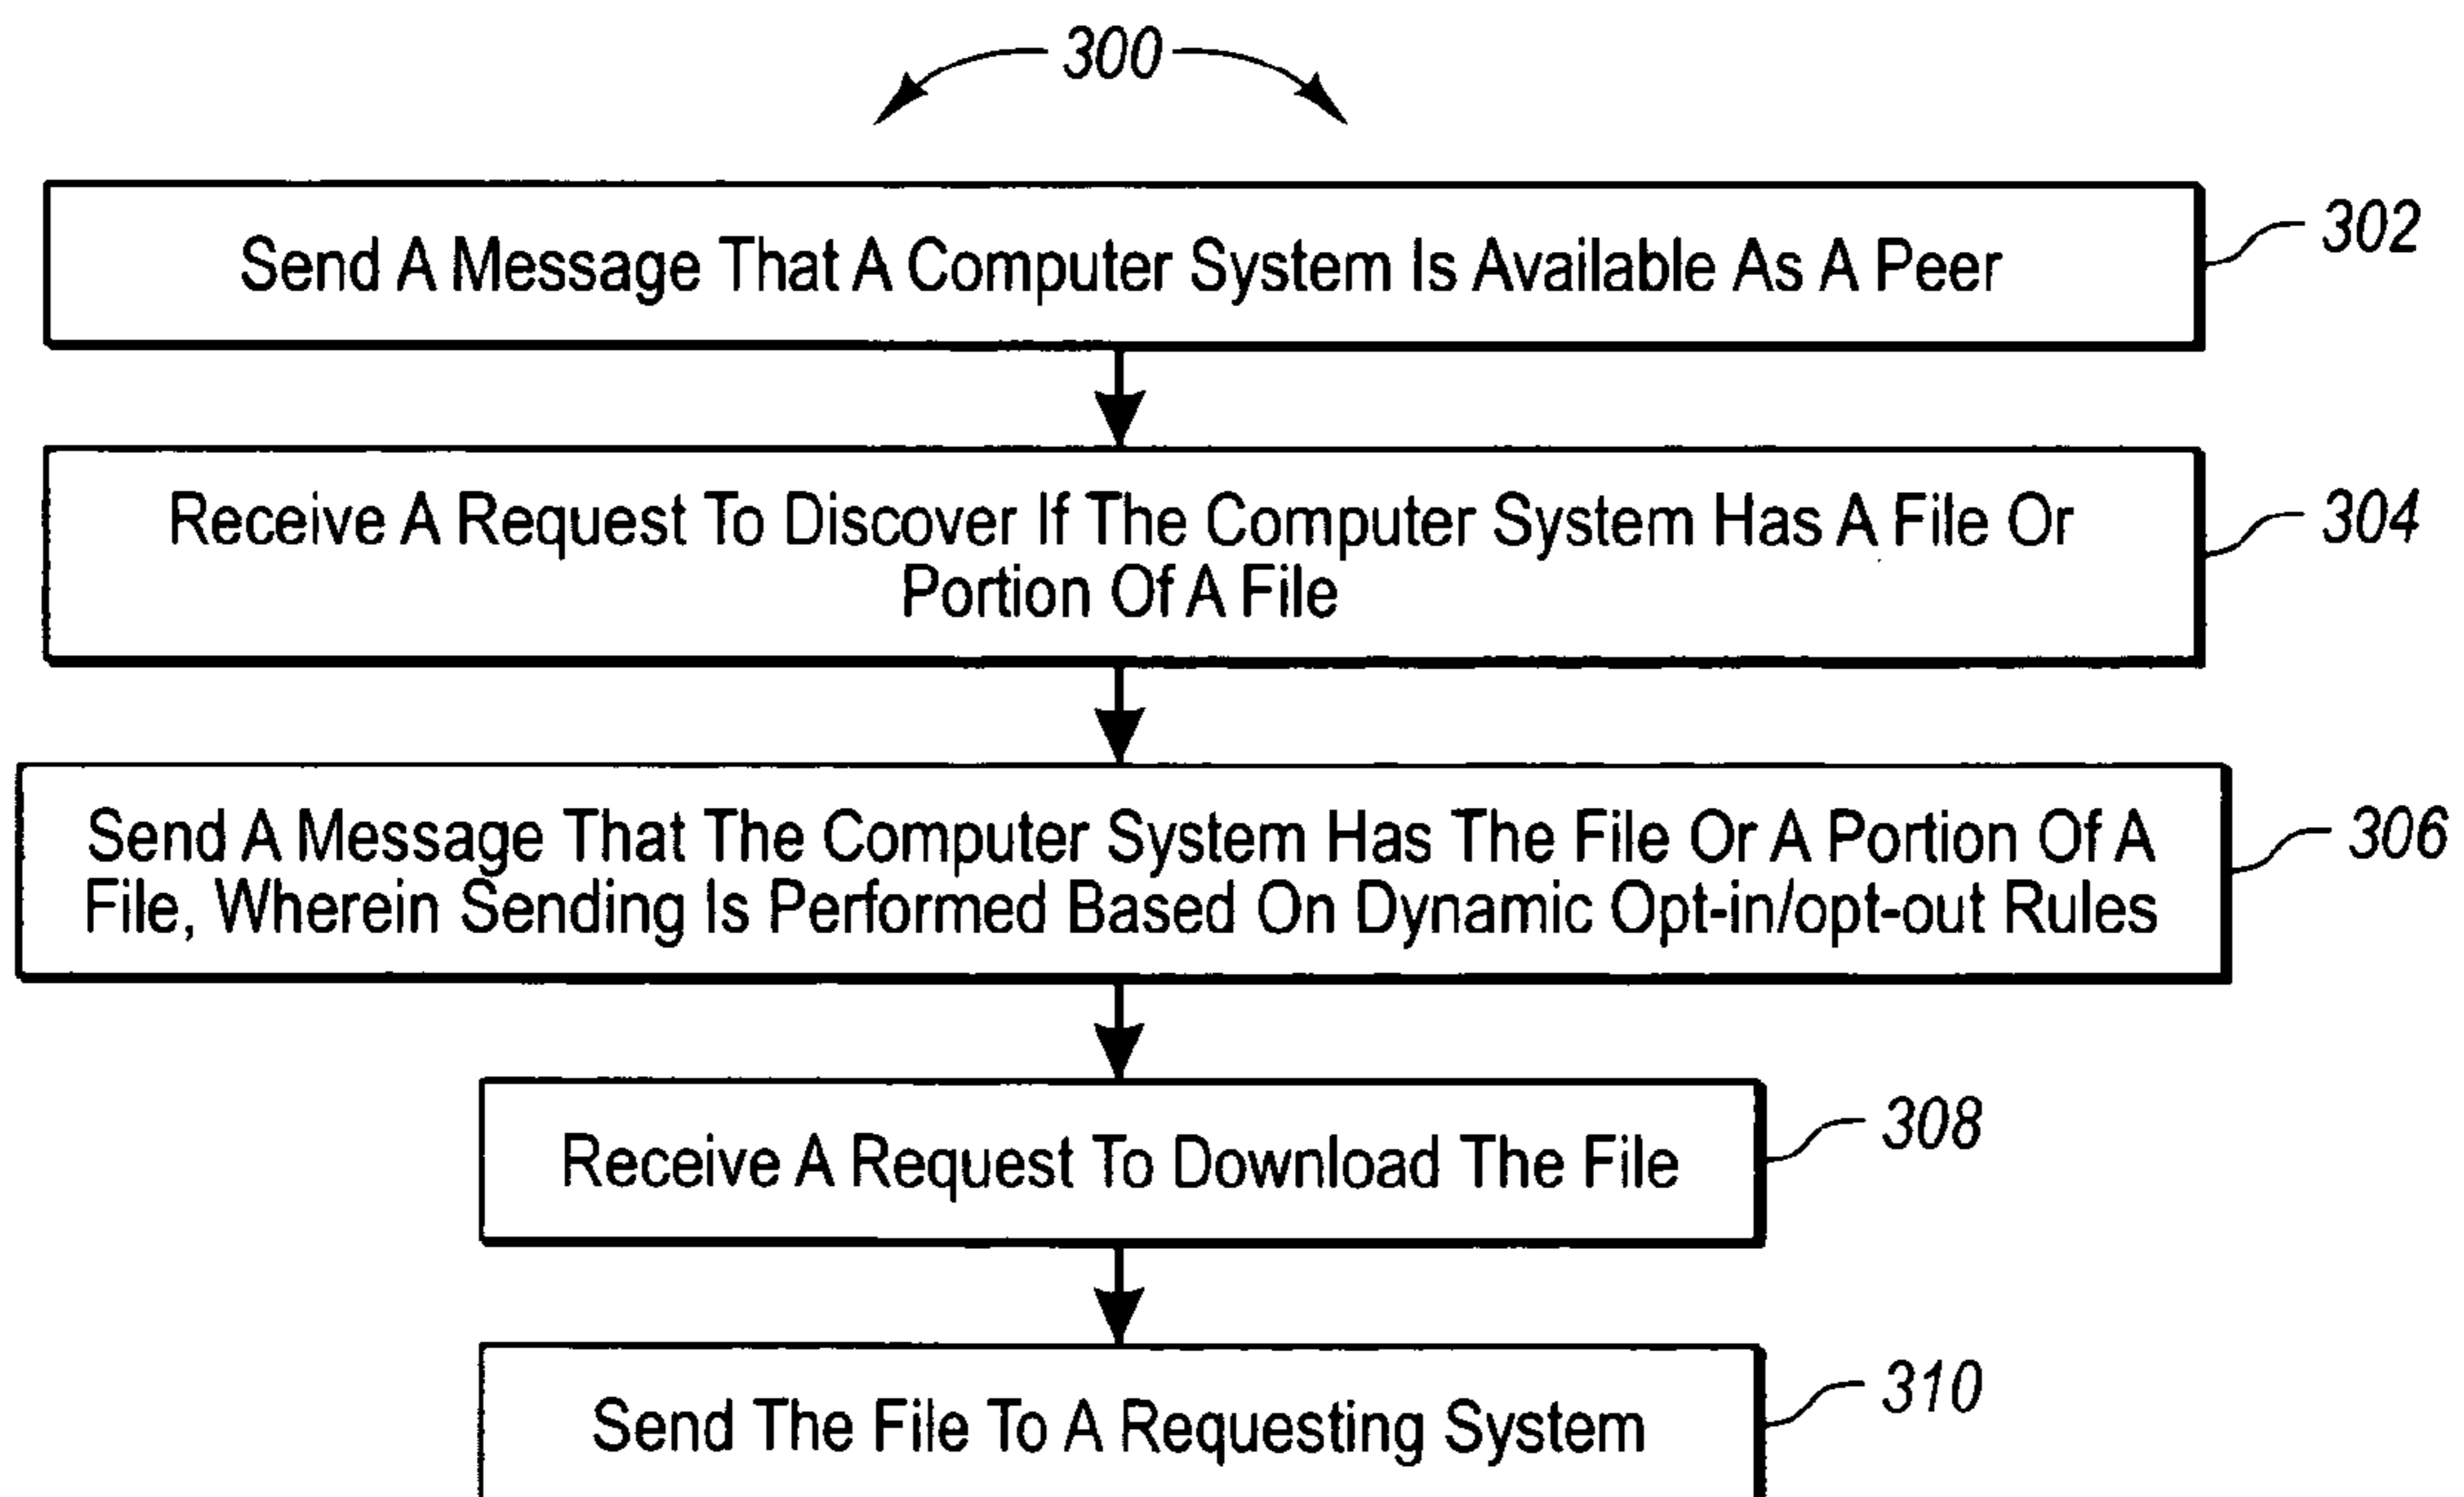 300
Send A Message That A Computer System Is Available As A Peer
302
Receive A Request To Discover If The Computer System Has A File Or
Portion Of A File
304
Send A Message That The Computer System Has The File Or A Portion Of A
File, Wherein Sending Is Performed Based On Dynamic Opt-in/opt-out Rules
306
Receive A Request To Download The File
308
Send The File To A Requesting System
310